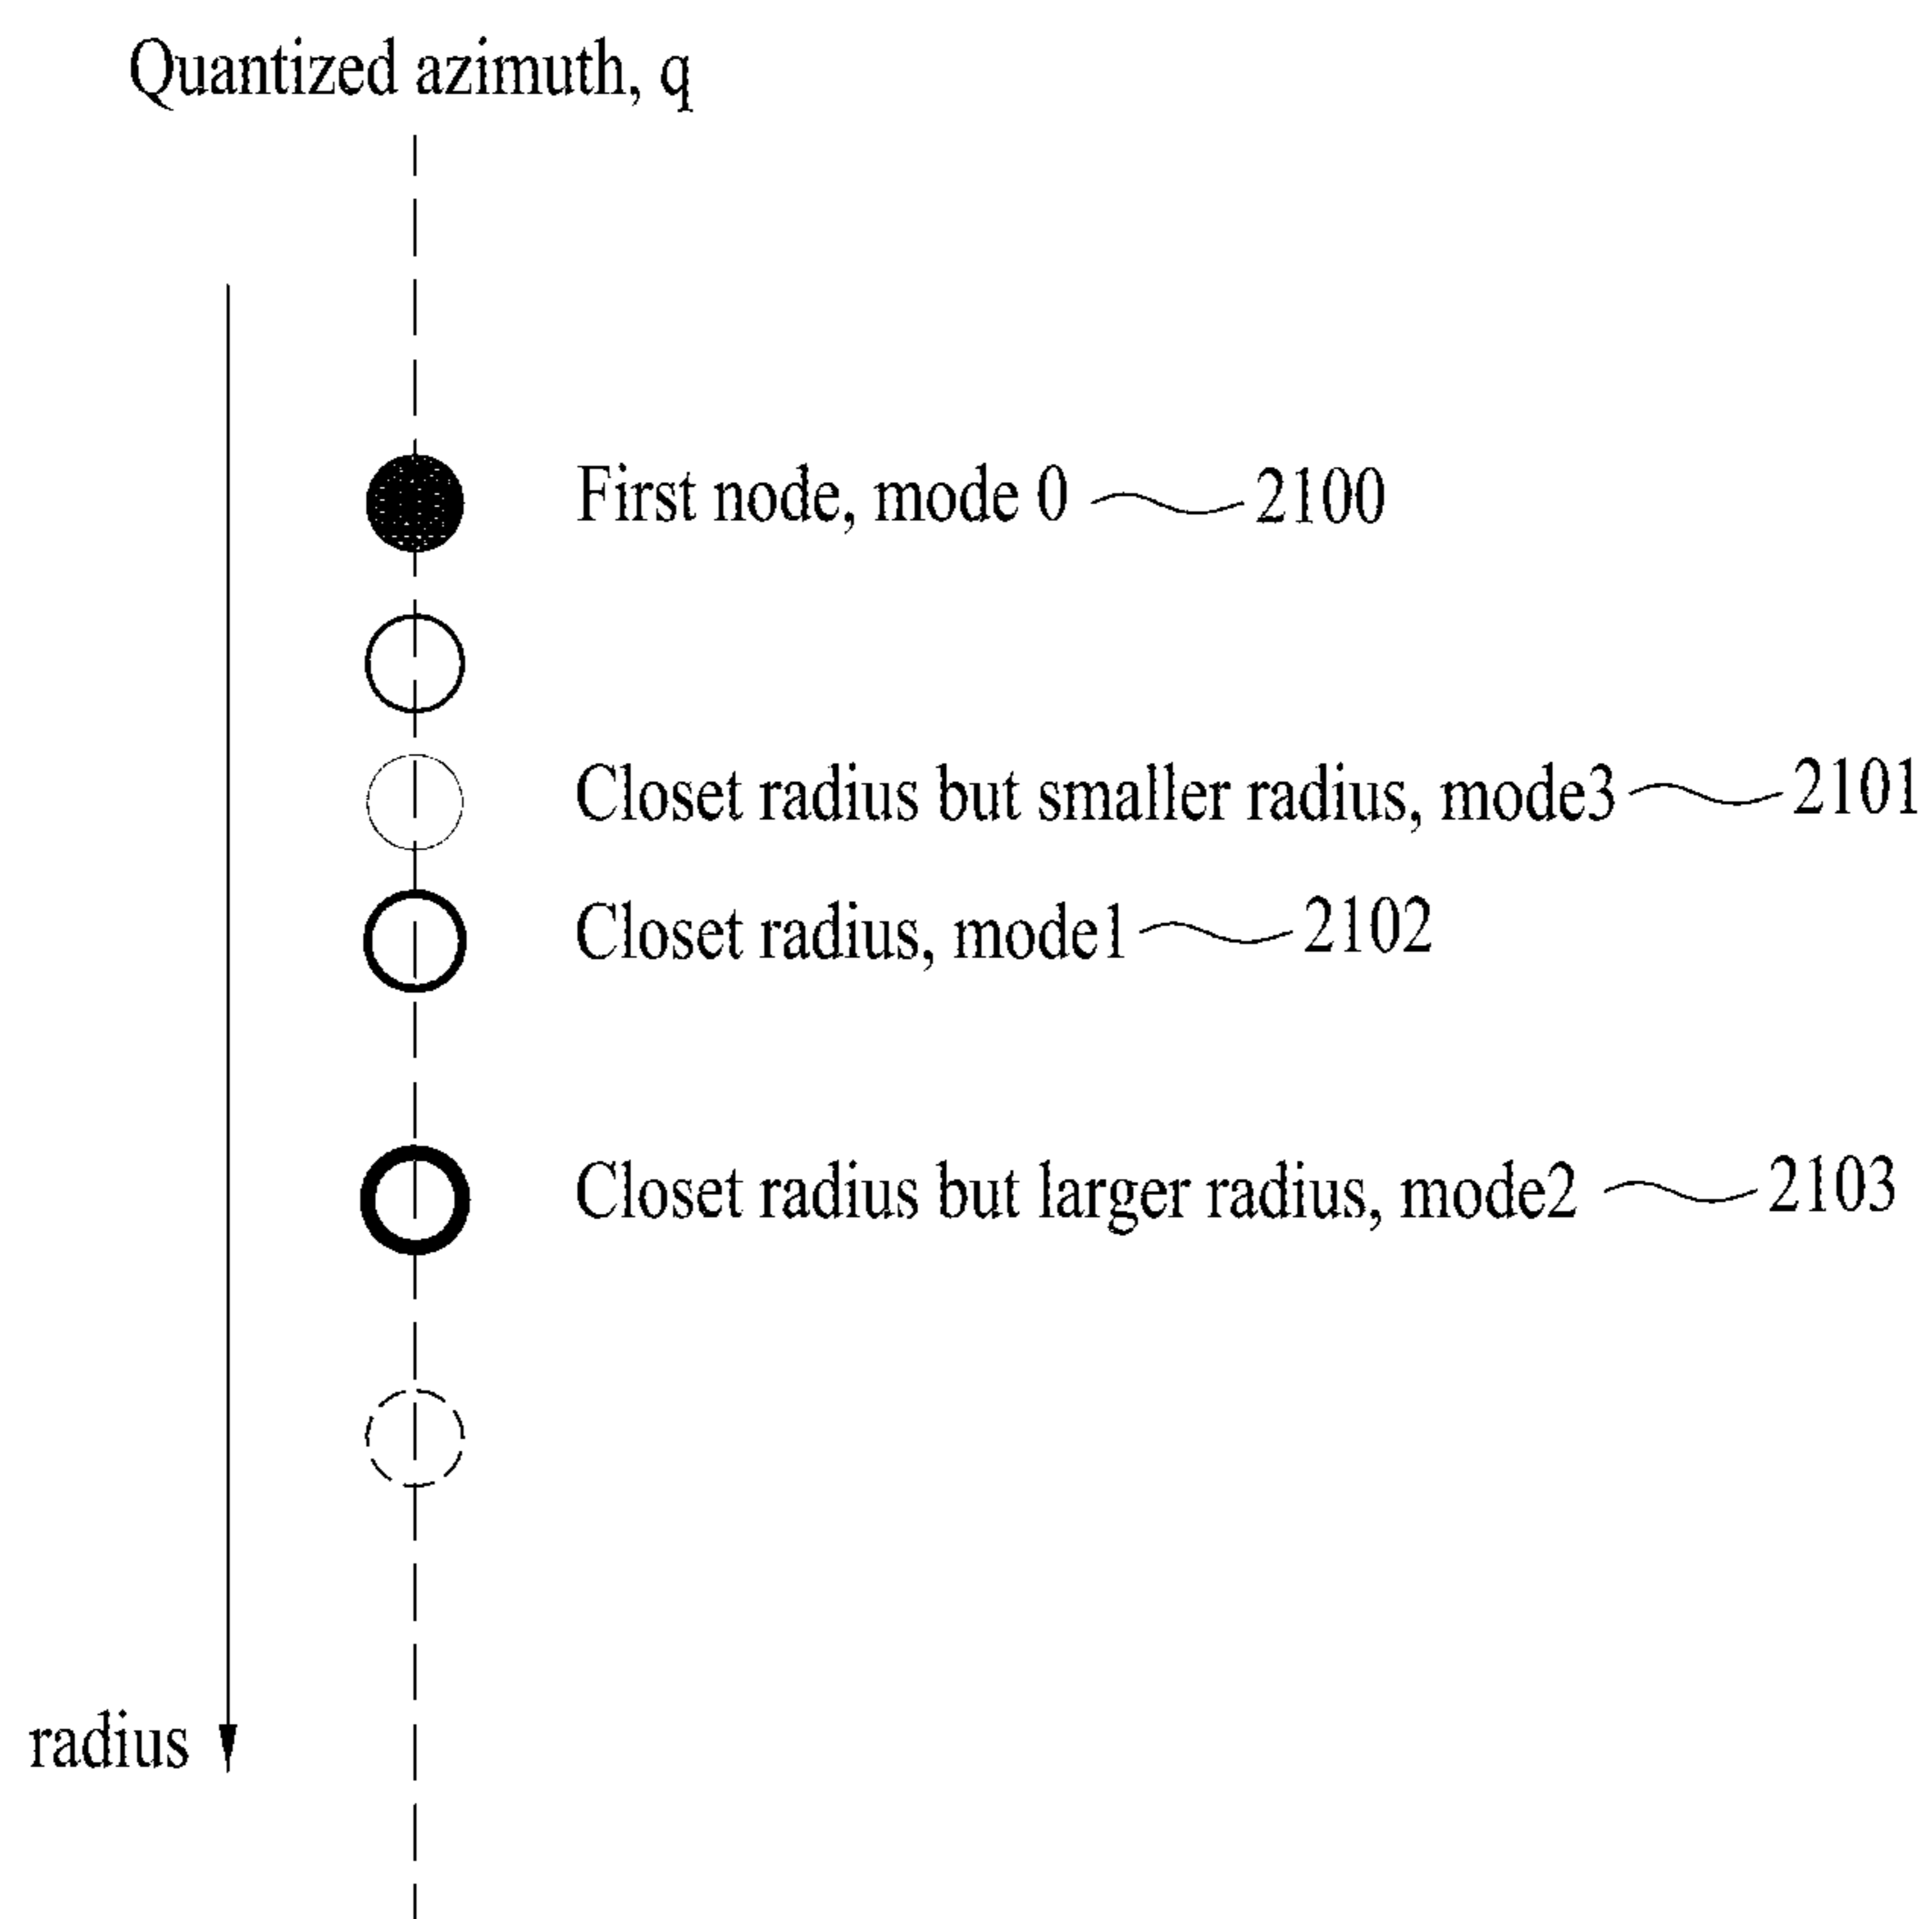 Quantized azimuth, q
First node, mode 0 2100
Closet radius but smaller radius, mode3 2101
Closet radius, mode1 2102
Closet radius but larger radius, mode2 2103
radius